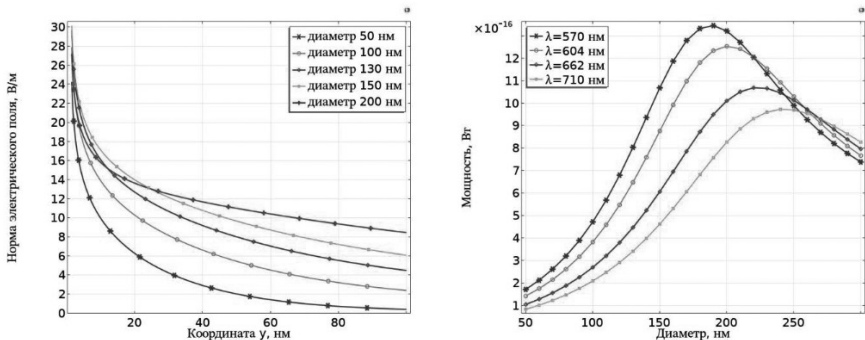 Норма электрического поля, В/м
30
28
26
24
22
20
18
16
14
12
10
8
6
4
2
0
диаметр 50 нм
диаметр 100 нм
диаметр 130 нм
диаметр 150 нм
диаметр 200 нм
20
40
60
80
Координата y, нм
×10⁻¹⁶
Мощность, Вт
12
11
10
9
8
7
6
5
4
3
2
1
λ=570 нм
λ=604 нм
λ=662 нм
λ=710 нм
50
100
150
200
250
Диаметр, нм